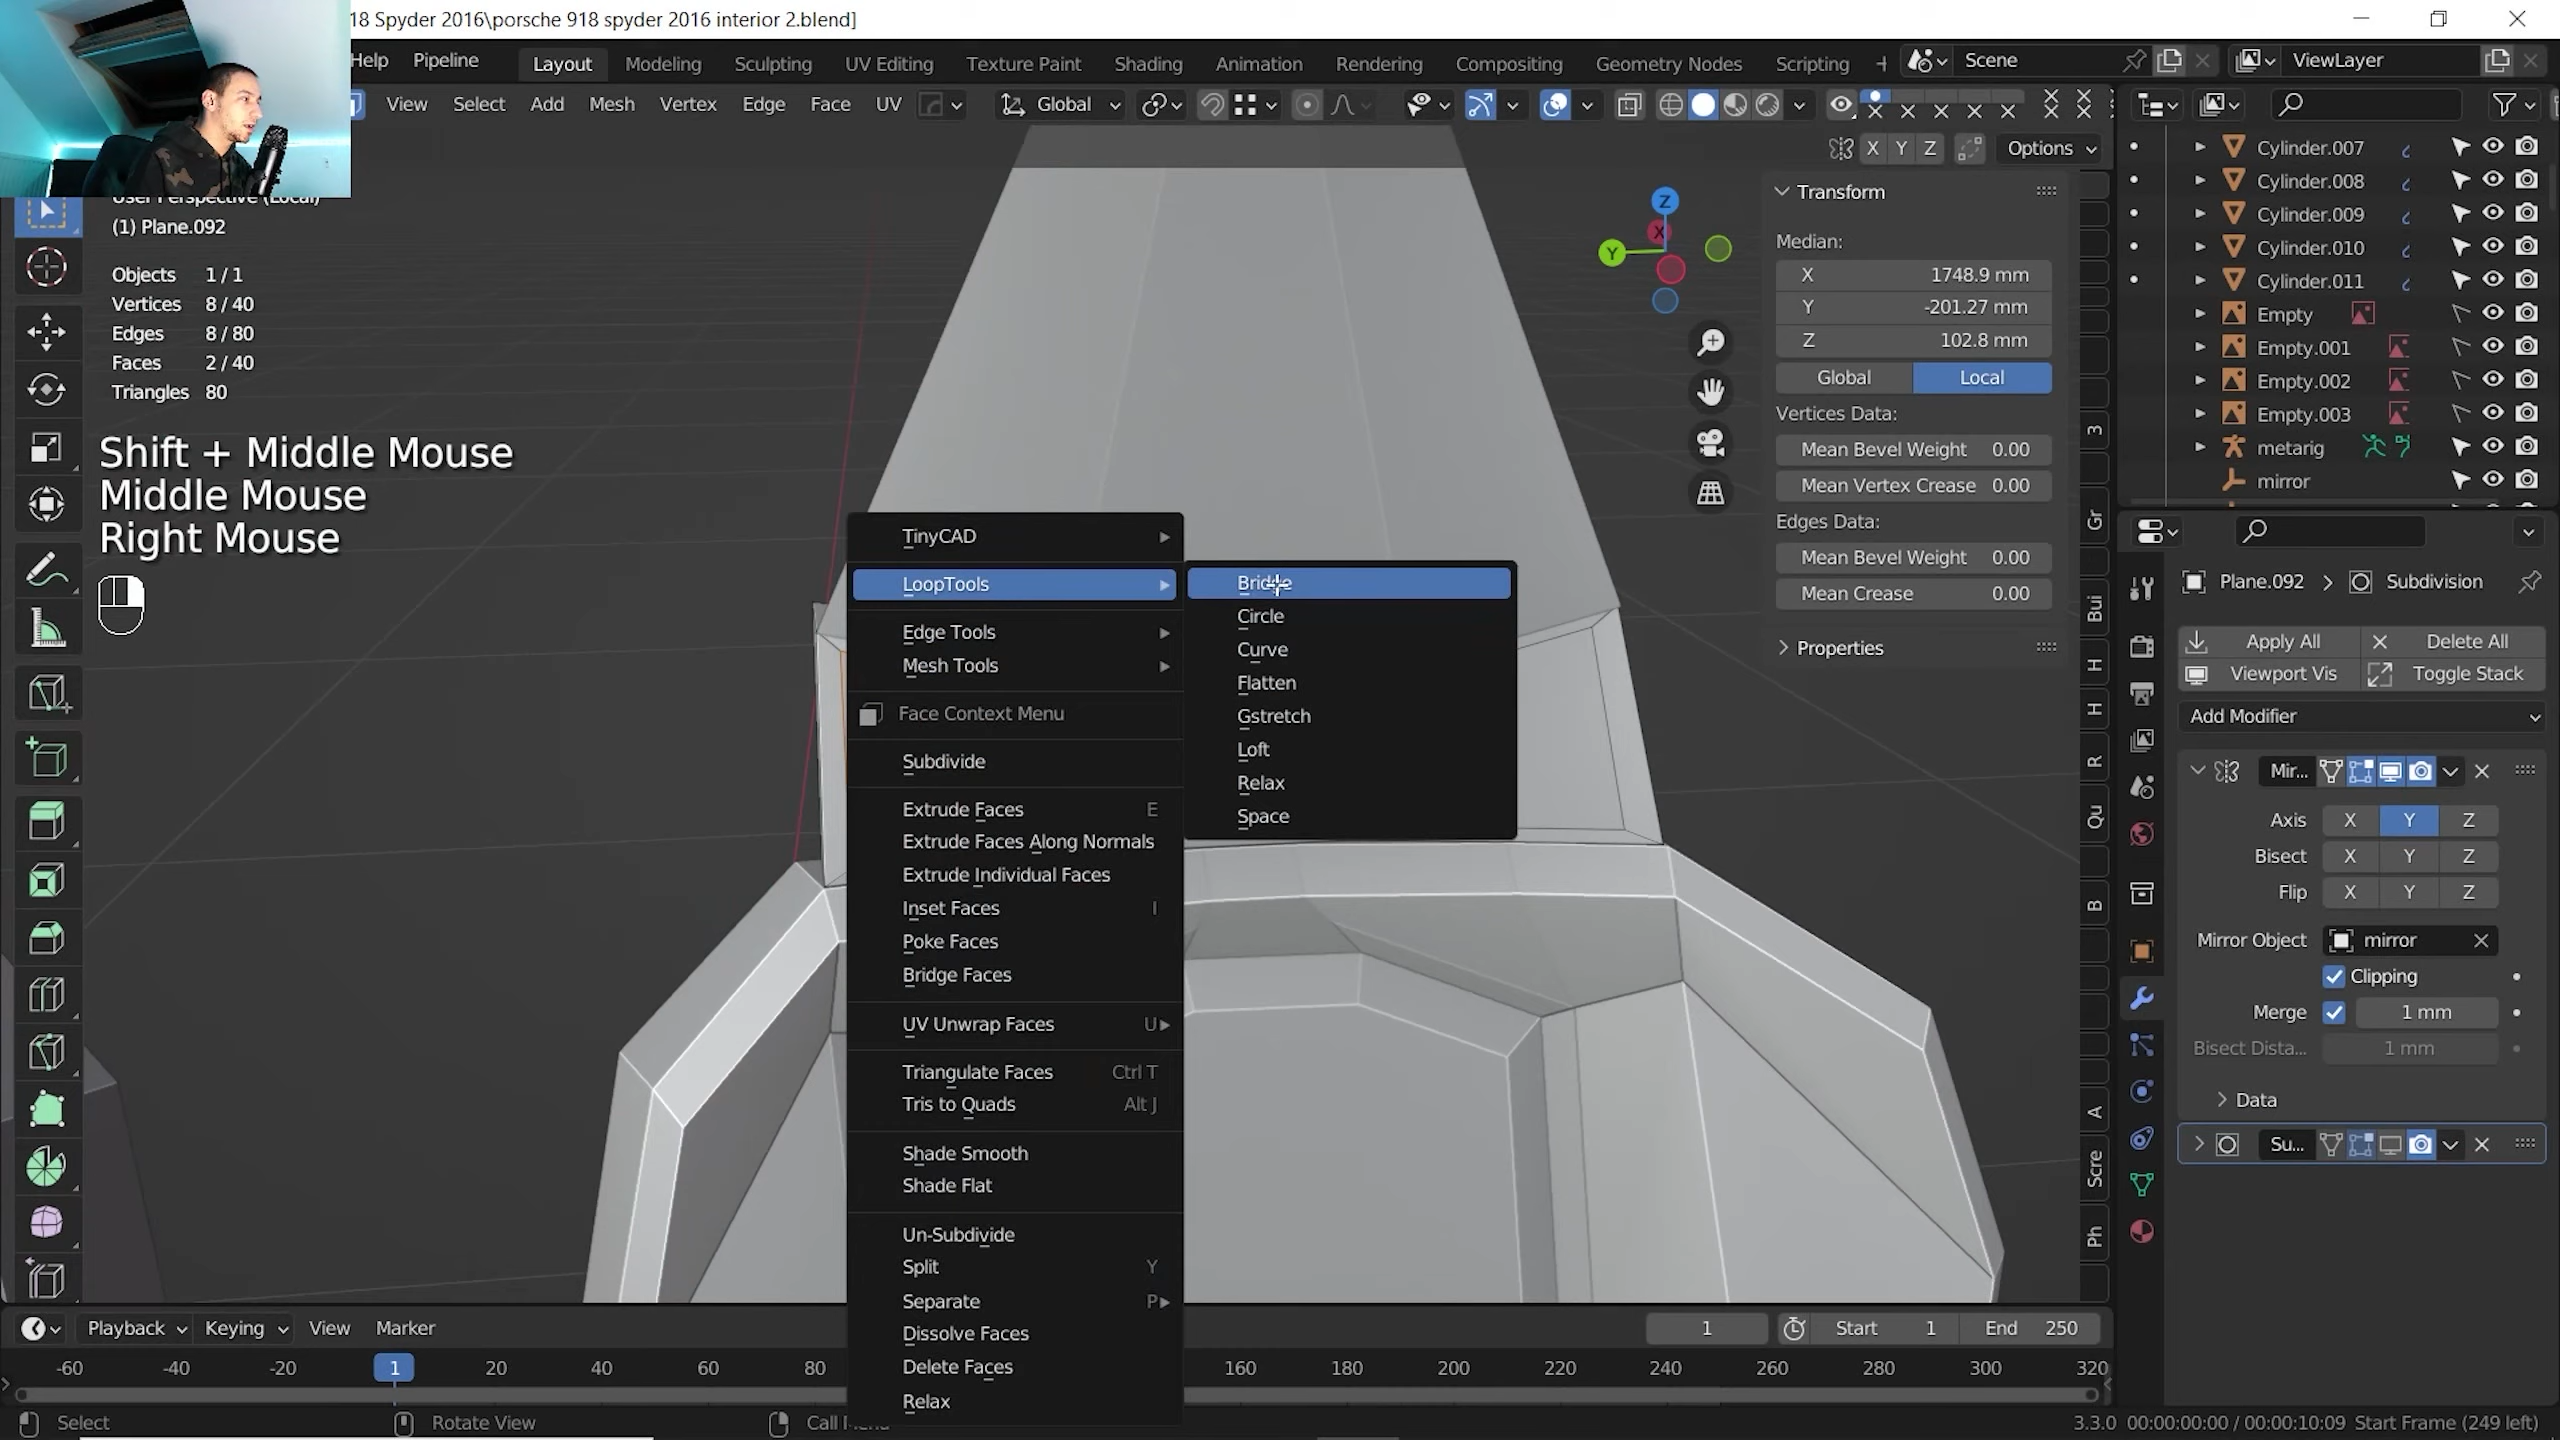 18 Spyder 2016\porsche 918 spyder 2016 interior 2.blend]
Help Pipeline Layout Modeling Sculpting UV Editing Texture Paint Shading Animation Rendering Compositing Geometry Nodes Scripting + Scene ViewLayer
View Select Add Mesh Vertex Edge Face UV Global
X Y Z Options
User Perspective (Local)
(1) Plane.092
Objects 1 / 1
Vertices 8 / 40
Edges 8 / 80
Faces 2 / 40
Triangles 80
Shift + Middle Mouse
Middle Mouse
Right Mouse
TinyCAD
LoopTools
Edge Tools
Mesh Tools
Face Context Menu
Subdivide
Extrude Faces E
Extrude Faces Along Normals
Extrude Individual Faces
Inset Faces I
Poke Faces
Bridge Faces
UV Unwrap Faces U
Triangulate Faces Ctrl T
Tris to Quads Alt J
Shade Smooth
Shade Flat
Un-Subdivide
Split Y
Separate P
Dissolve Faces
Delete Faces
Relax
Bridge
Circle
Curve
Flatten
Gstretch
Loft
Relax
Space
Z
X
Y
Transform
Median:
X 1748.9 mm
Y -201.27 mm
Z 102.8 mm
Global Local
Vertices Data:
Mean Bevel Weight 0.00
Mean Vertex Crease 0.00
Edges Data:
Mean Bevel Weight 0.00
Mean Crease 0.00
Properties
3
Gr
Bui
H
H
R
Qu
B
A
Scre
Ph
Cylinder.007
Cylinder.008
Cylinder.009
Cylinder.010
Cylinder.011
Empty
Empty.001
Empty.002
Empty.003
metarig
mirror
Plane.092 > Subdivision
Apply All Delete All
Viewport Vis Toggle Stack
Add Modifier
Mir...
Axis X Y Z
Bisect X Y Z
Flip X Y Z
Mirror Object mirror
Clipping
Merge 1 mm
Bisect Dista... 1 mm
Data
Su...
Playback Keying View Marker 1 Start 1 End 250
-60 -40 -20 1 20 40 60 80 160 180 200 220 240 260 280 300 320
Select Rotate View Call 3.3.0 00:00:00:00 / 00:00:10:09 Start Frame (249 left)